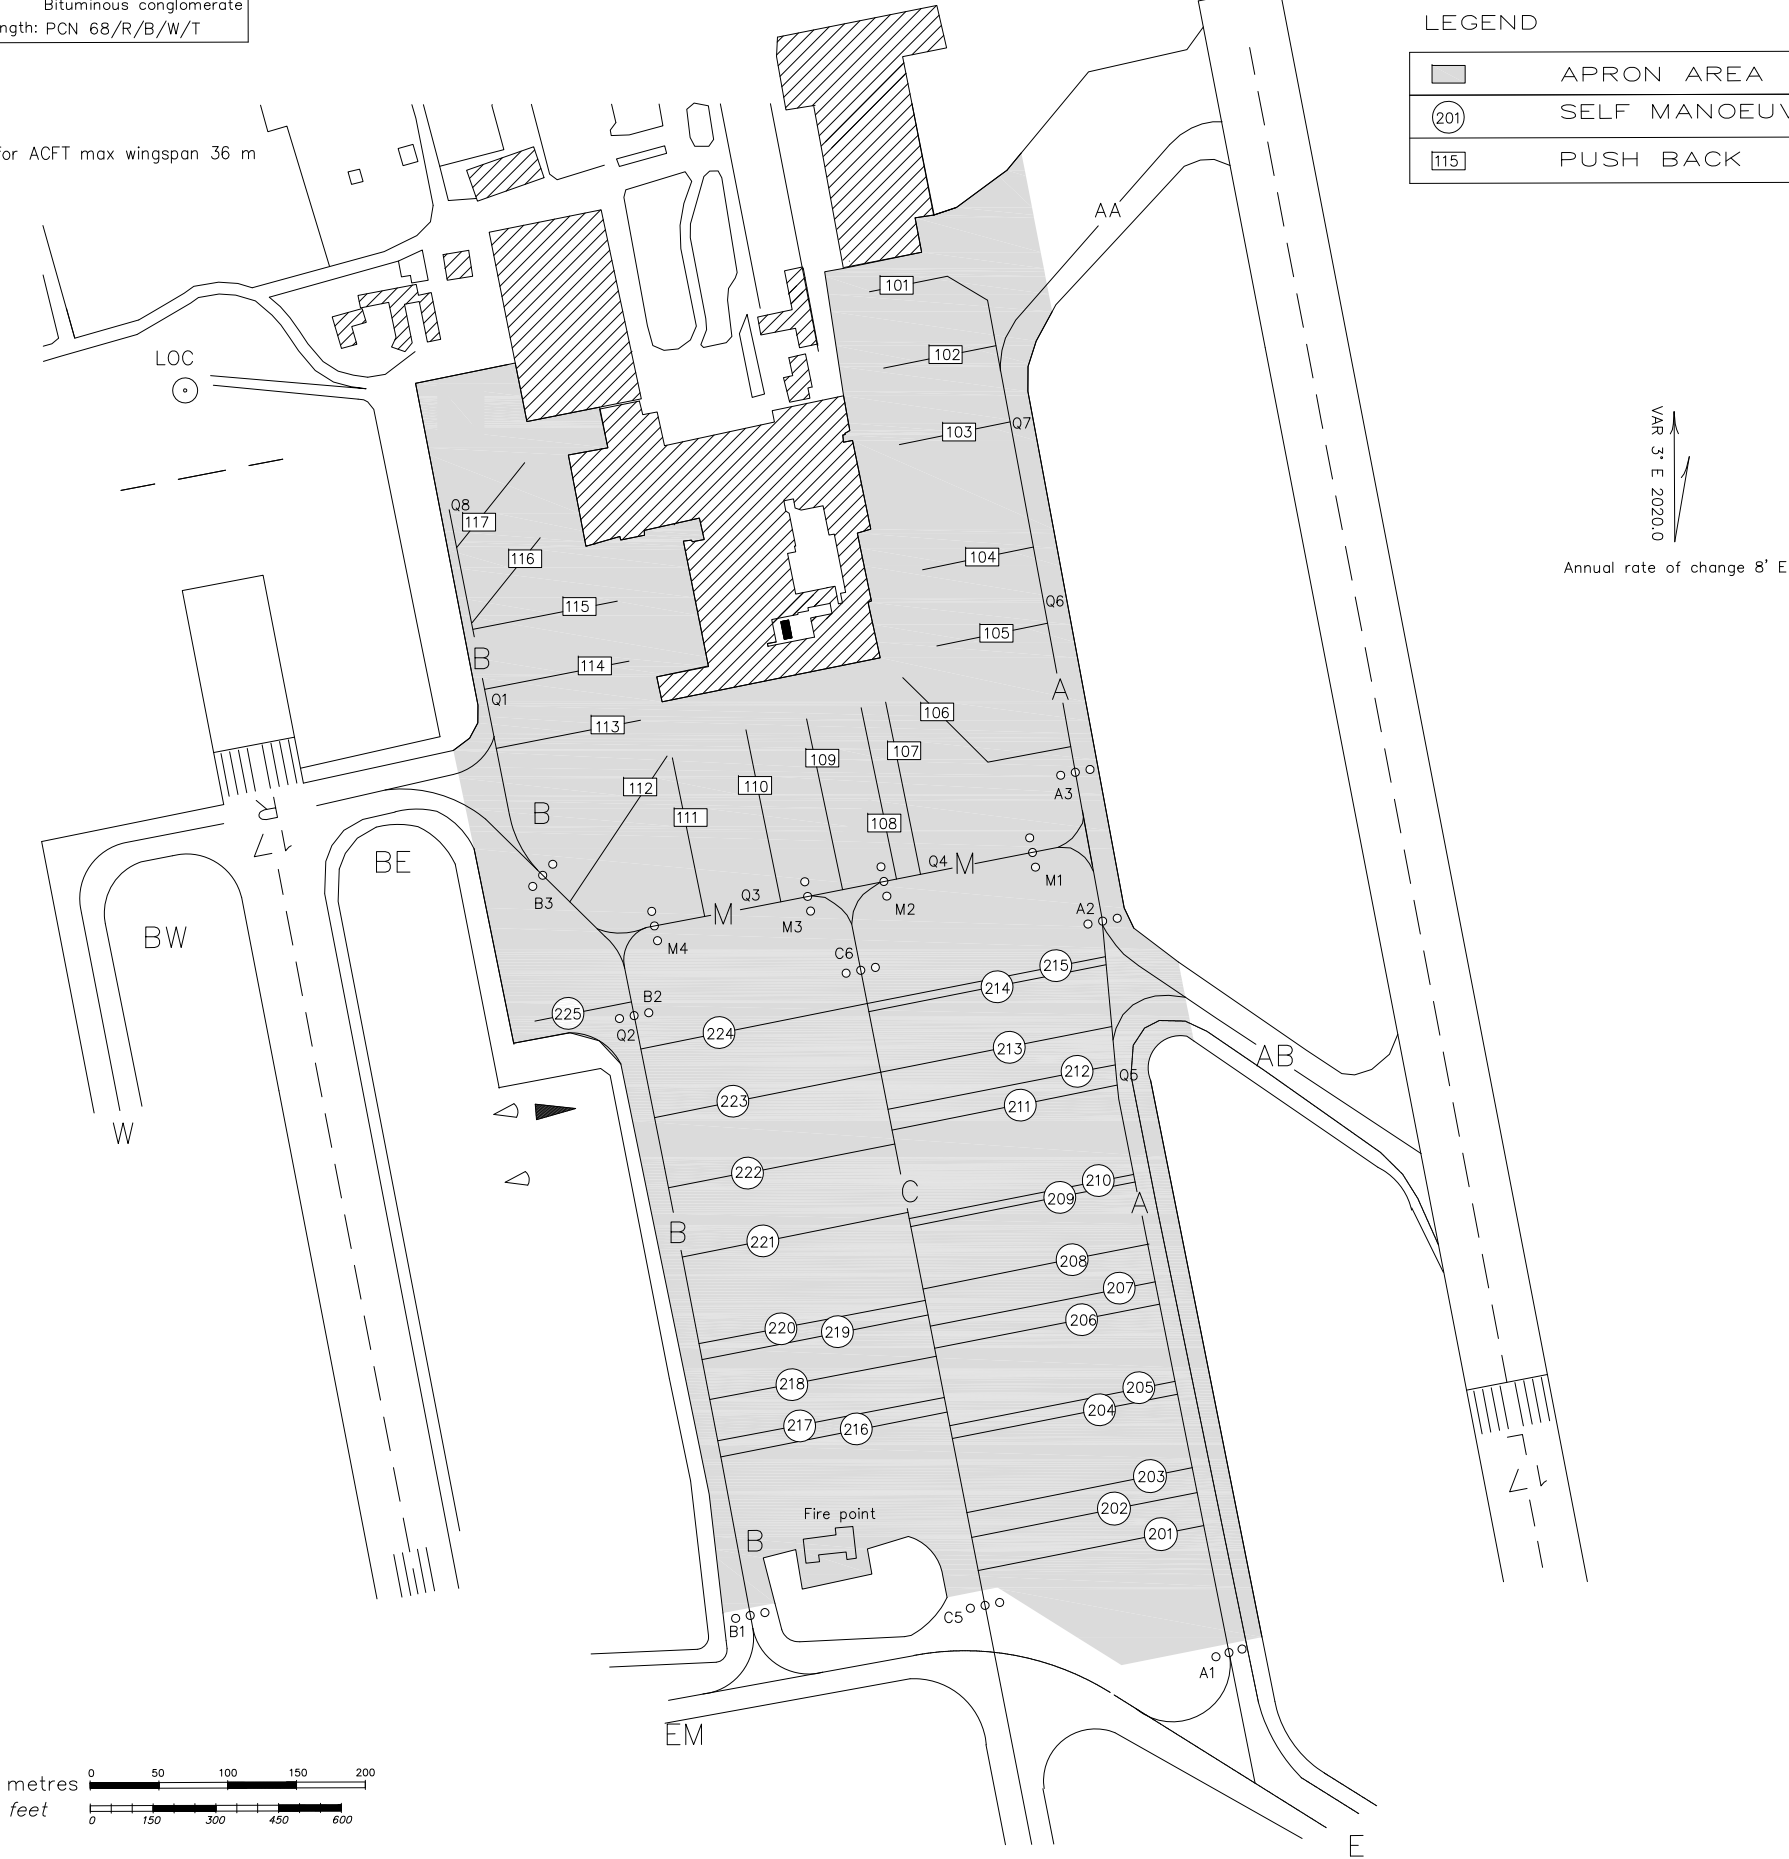 Bituminous conglomerate
ngth: PCN 68/R/B/W/T
for ACFT max wingspan 36 m
LEGEND
APRON AREA
201 SELF MANOEUV
115 PUSH BACK
VAR 3° E 2020.0
Annual rate of change 8' E
LOC
AA
101
102
103
Q7
Q8
117
116
104
115
Q6
105
B
114
A
Q1
106
113
107
109
110
112
A3
R
17
B
111
108
BE
Q4
M
M1
B3
Q3
M
M2
A2
M3
BW
M4
C6
215
214
B2
225
Q2
224
213
AB
212
Q5
223
211
W
222
210
C
209
A
B
221
208
207
220
219
206
218
205
204
217
216
L
17
203
Fire point
202
201
B
B1
C5
A1
EM
E
metres 0 50 100 150 200
feet 0 150 300 450 600